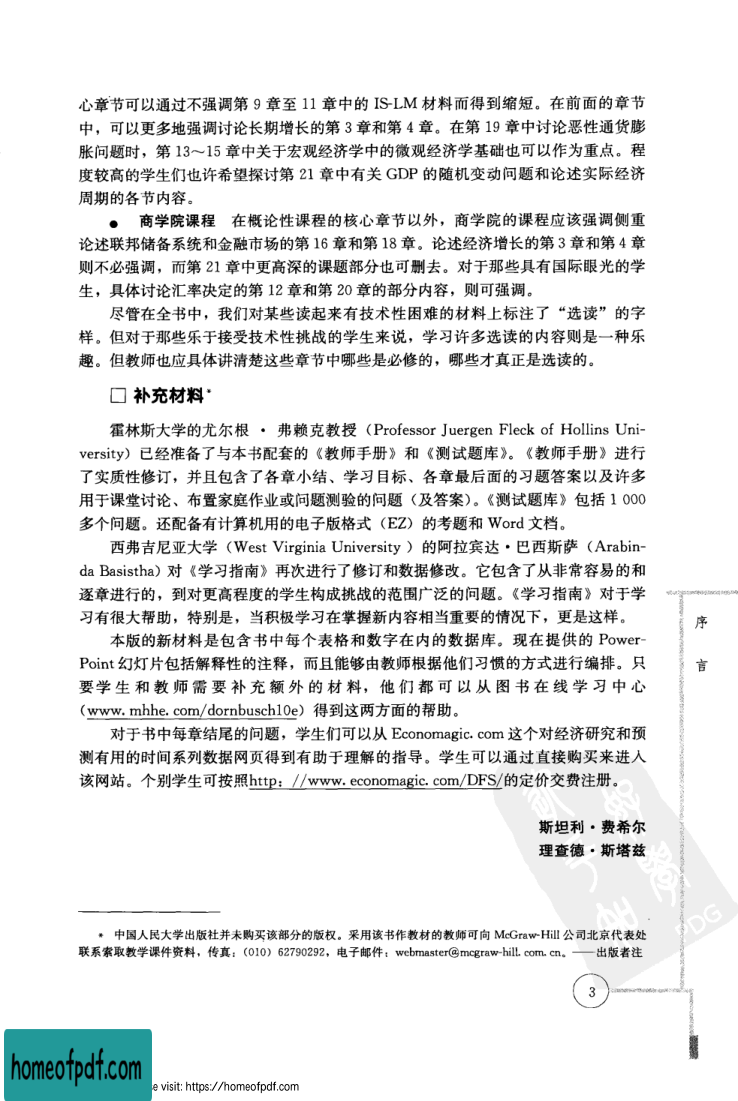 心章节可以通过不强调第 9 章至 11 章中的 IS-LM 材料而得到缩短。在前面的章节
中，可以更多地强调讨论长期增长的第 3 章和第 4 章。在第 19 章中讨论恶性通货膨
胀问题时，第 13～15 章中关于宏观经济学中的微观经济学基础也可以作为重点。程
度较高的学生们也许希望探讨第 21 章中有关 GDP 的随机变动问题和论述实际经济
周期的各节内容。
● 商学院课程 在概论性课程的核心章节以外，商学院的课程应该强调侧重
论述联邦储备系统和金融市场的第 16 章和第 18 章。论述经济增长的第 3 章和第 4 章
则不必强调，而第 21 章中更高深的课题部分也可删去。对于那些具有国际眼光的学
生，具体讨论汇率决定的第 12 章和第 20 章的部分内容，则可强调。
尽管在全书中，我们对某些读起来有技术性困难的材料上标注了“选读”的字
样。但对于那些乐于接受技术性挑战的学生来说，学习许多选读的内容则是一种乐
趣。但教师也应具体讲清楚这些章节中哪些是必修的，哪些才真正是选读的。
□ 补充材料*
霍林斯大学的尤尔根 · 弗赖克教授（Professor Juergen Fleck of Hollins Uni-
versity）已经准备了与本书配套的《教师手册》和《测试题库》。《教师手册》进行
了实质性修订，并且包含了各章小结、学习目标、各章最后面的习题答案以及许多
用于课堂讨论、布置家庭作业或问题测验的问题（及答案）。《测试题库》包括 1 000
多个问题。还配备有计算机用的电子版格式（EZ）的考题和 Word 文档。
西弗吉尼亚大学（West Virginia University ）的阿拉宾达·巴西斯萨（Arabin-
da Basistha）对《学习指南》再次进行了修订和数据修改。它包含了从非常容易的和
逐章进行的，到对更高程度的学生构成挑战的范围广泛的问题。《学习指南》对于学
习有很大帮助，特别是，当积极学习在掌握新内容相当重要的情况下，更是这样。
本版的新材料是包含书中每个表格和数字在内的数据库。现在提供的 Power-
Point 幻灯片包括解释性的注释，而且能够由教师根据他们习惯的方式进行编排。只
要学生和教师需要补充额外的材料，他们都可以从图书在线学习中心
（www. mhhe. com/dornbusch10e）得到这两方面的帮助。
对于书中每章结尾的问题，学生们可以从 Economagic. com 这个对经济研究和预
测有用的时间系列数据网页得到有助于理解的指导。学生可以通过直接购买来进入
该网站。个别学生可按照http：//www. economagic. com/DFS/的定价交费注册。
斯坦利·费希尔
理查德·斯塔兹
* 中国人民大学出版社并未购买该部分的版权。采用该书作教材的教师可向 McGraw-Hill 公司北京代表处
联系索取教学课件资料，传真：(010) 62790292，电子邮件：webmaster@mcgraw-hill. com. cn。——出版者注
序
言
3
homeofpdf.com
e visit: https://homeofpdf.com